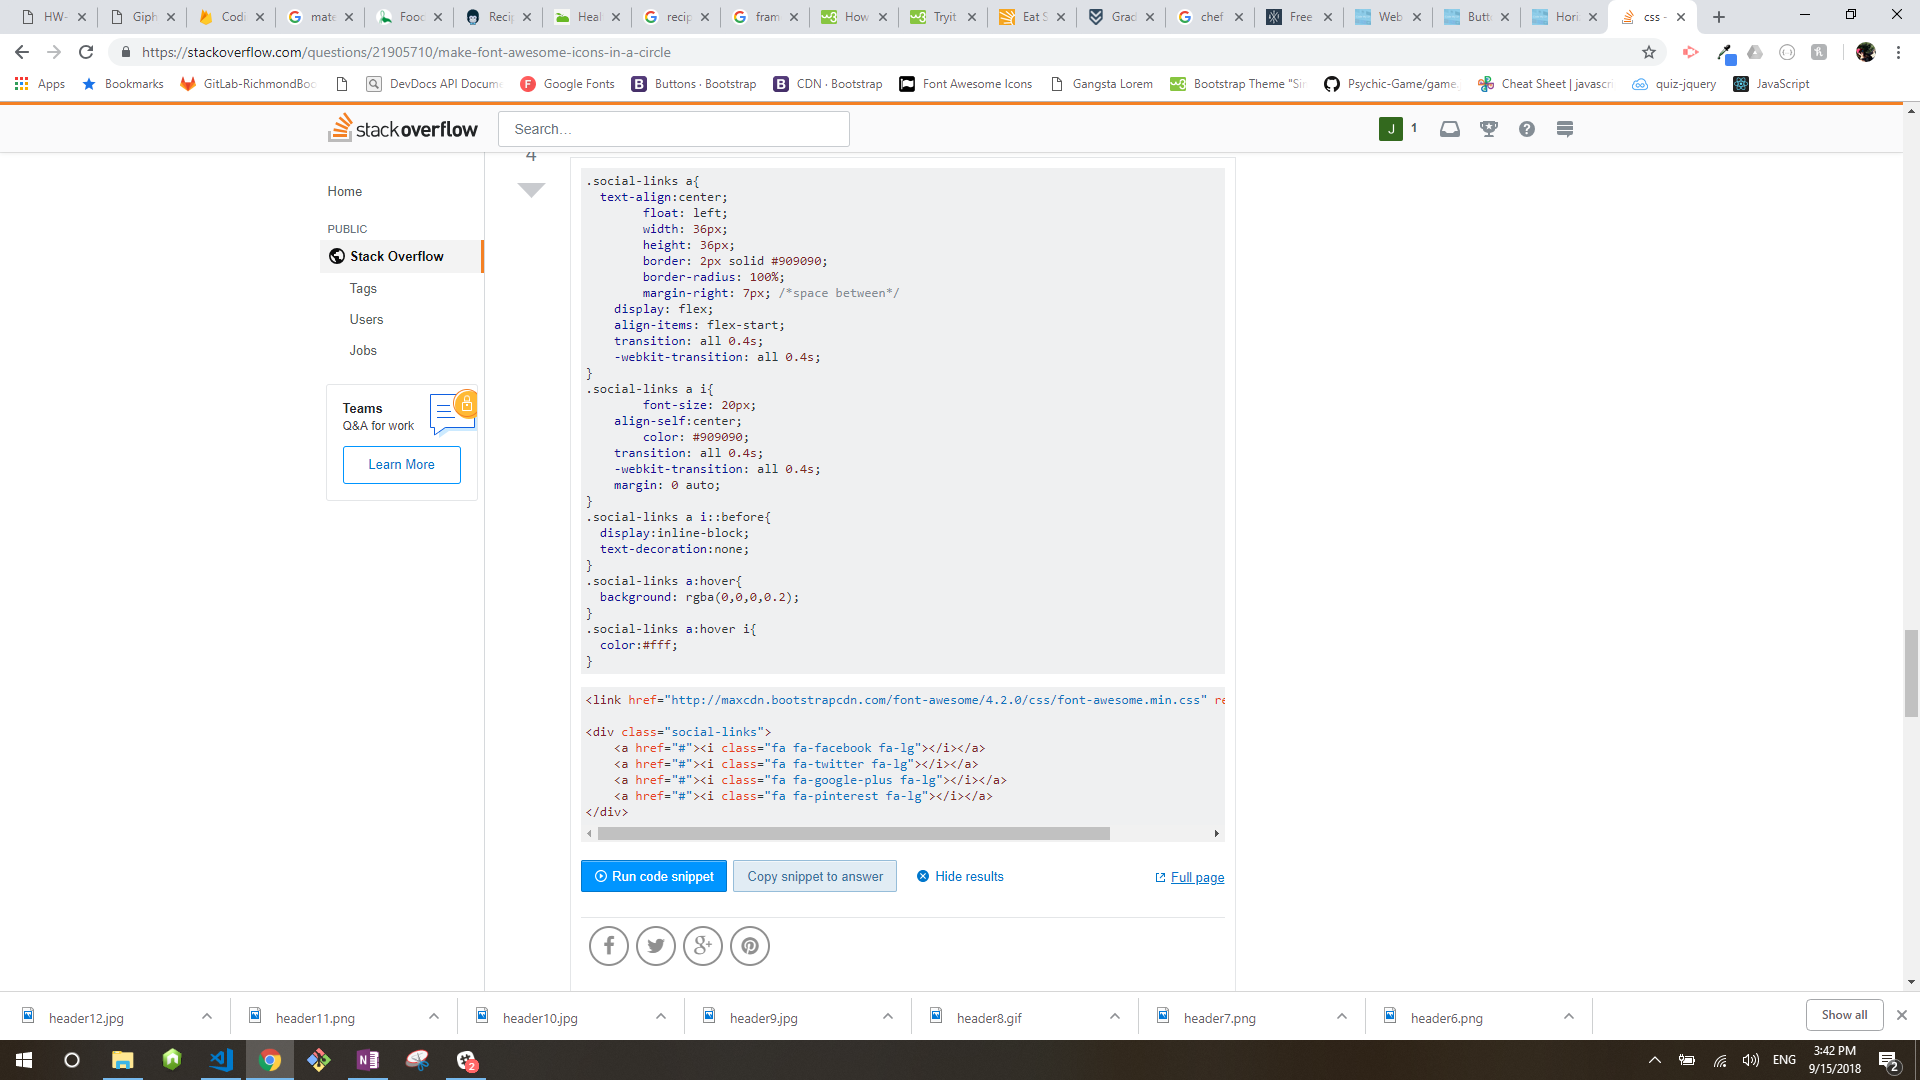 HW-
Giph
Codi
mate
Food
Recip
Heal
recip
fram
How
Tryit
Eat S
Grad
chef
Free
Web
Butt
Hori
css -
https://stackoverflow.com/questions/21905710/make-font-awesome-icons-in-a-circle
Apps
Bookmarks
GitLab-RichmondBoo
DevDocs API Docum
Google Fonts
Buttons · Bootstrap
CDN · Bootstrap
Font Awesome Icons
Gangsta Lorem
Bootstrap Theme "Sir
Psychic-Game/game.
Cheat Sheet | javascri
quiz-jquery
JavaScript
stackoverflow
Search…
J 1
Home
PUBLIC
Stack Overflow
Tags
Users
Jobs
Teams
Q&A for work
Learn More
4
.social-links a{
text-align:center;
float: left;
width: 36px;
height: 36px;
border: 2px solid #909090;
border-radius: 100%;
margin-right: 7px; /*space between*/
display: flex;
align-items: flex-start;
transition: all 0.4s;
-webkit-transition: all 0.4s;
}
.social-links a i{
font-size: 20px;
align-self:center;
color: #909090;
transition: all 0.4s;
-webkit-transition: all 0.4s;
margin: 0 auto;
}
.social-links a i::before{
display:inline-block;
text-decoration:none;
}
.social-links a:hover{
background: rgba(0,0,0,0.2);
}
.social-links a:hover i{
color:#fff;
}
<link href="http://maxcdn.bootstrapcdn.com/font-awesome/4.2.0/css/font-awesome.min.css" re
<div class="social-links">
<a href="#"><i class="fa fa-facebook fa-lg"></i></a>
<a href="#"><i class="fa fa-twitter fa-lg"></i></a>
<a href="#"><i class="fa fa-google-plus fa-lg"></i></a>
<a href="#"><i class="fa fa-pinterest fa-lg"></i></a>
</div>
Run code snippet
Copy snippet to answer
Hide results
Full page
header12.jpg
header11.png
header10.jpg
header9.jpg
header8.gif
header7.png
header6.png
Show all
2
ENG
3:42 PM
9/15/2018
2